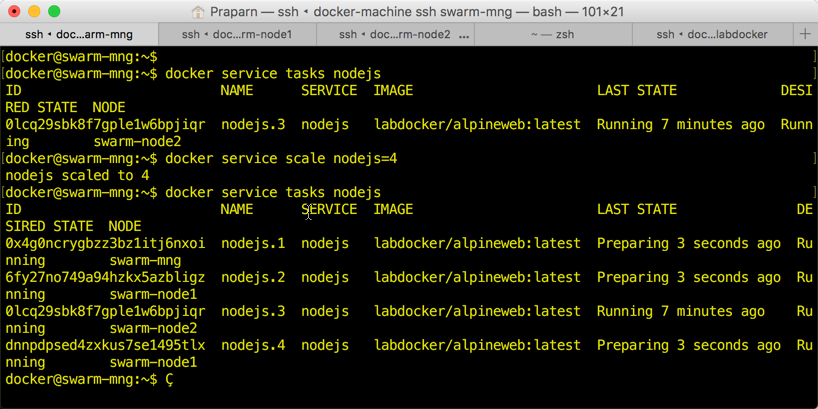 Praparn — ssh ◂ docker-machine ssh swarm-mng — bash — 101×21
ssh ◂ doc...arm-mng ssh ◂ doc...rm-node1 ssh ◂ doc...rm-node2 ... ~ — zsh ssh ◂ doc...labdocker +
[docker@swarm-mng:~$ ]
[docker@swarm-mng:~$ docker service tasks nodejs ]
ID NAME SERVICE IMAGE LAST STATE DESI
RED STATE NODE
0lcq29sbk8f7gple1w6bpjiqr nodejs.3 nodejs labdocker/alpineweb:latest Running 7 minutes ago Runn
ing swarm-node2
[docker@swarm-mng:~$ docker service scale nodejs=4 ]
nodejs scaled to 4
[docker@swarm-mng:~$ docker service tasks nodejs ]
ID NAME SERVICE IMAGE LAST STATE DE
SIRED STATE NODE
0x4g0ncrygbzz3bz1itj6nxoi nodejs.1 nodejs labdocker/alpineweb:latest Preparing 3 seconds ago Ru
nning swarm-mng
6fy27no749a94hzkx5azbligz nodejs.2 nodejs labdocker/alpineweb:latest Preparing 3 seconds ago Ru
nning swarm-node1
0lcq29sbk8f7gple1w6bpjiqr nodejs.3 nodejs labdocker/alpineweb:latest Running 7 minutes ago Ru
nning swarm-node2
dnnpdpsed4zxkus7se1495tlx nodejs.4 nodejs labdocker/alpineweb:latest Preparing 3 seconds ago Ru
nning swarm-node1
docker@swarm-mng:~$ Ç